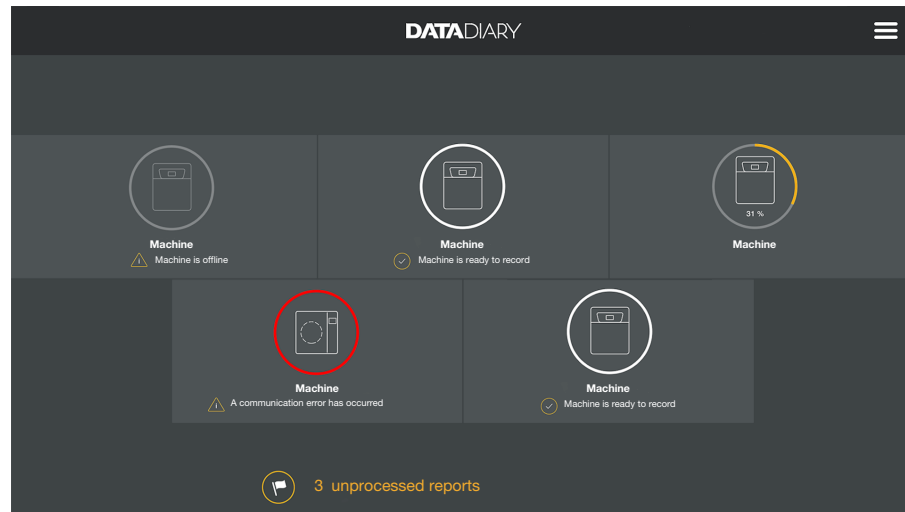 DATADIARY
Machine
Machine is offline
Machine
Machine is ready to record
31 %
Machine
Machine
A communication error has occurred
Machine
Machine is ready to record
3 unprocessed reports